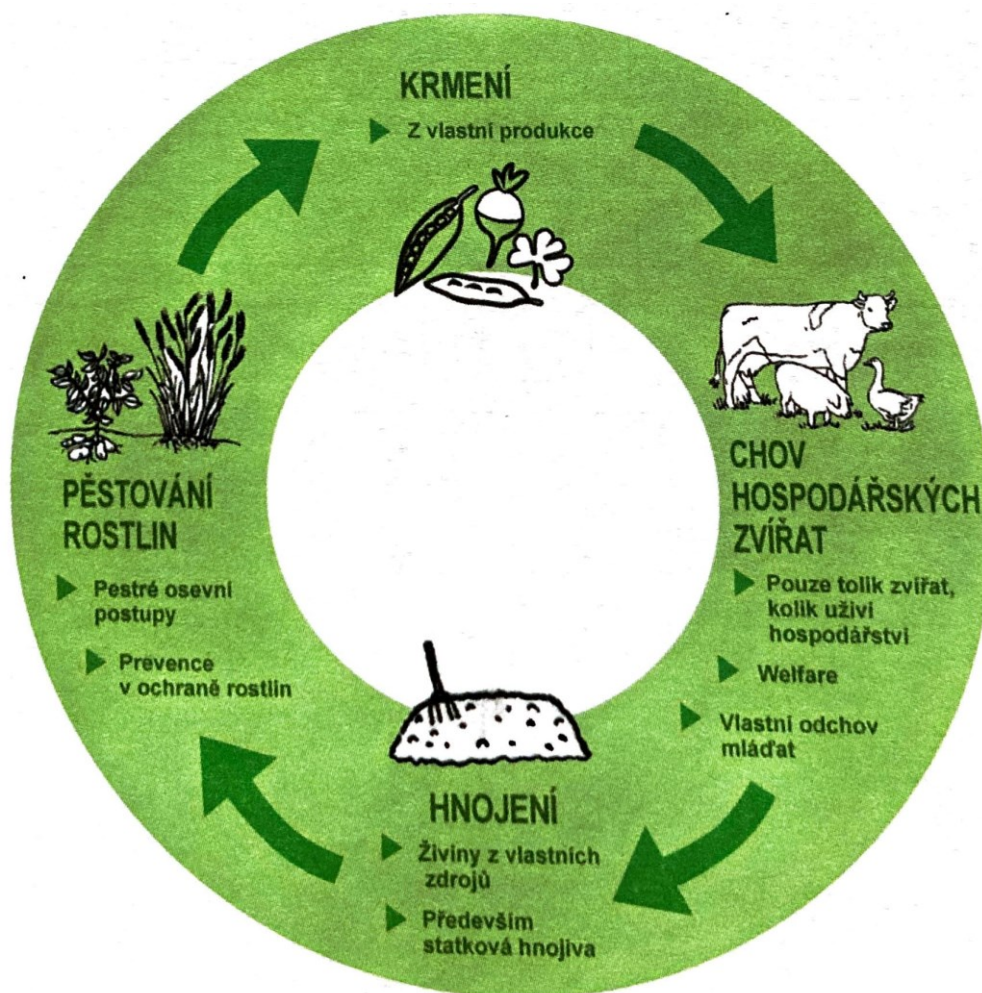 KRMENÍ
Z vlastní produkce
CHOV
HOSPODÁŘSKÝCH
ZVÍŘAT
Pouze tolik zvířat,
kolik uživí
hospodářství
Welfare
Vlastní odchov
mláďat
HNOJENÍ
Živiny z vlastních
zdrojů
Především
statková hnojiva
PĚSTOVÁNÍ
ROSTLIN
Pestré osevní
postupy
Prevence
v ochraně rostlin